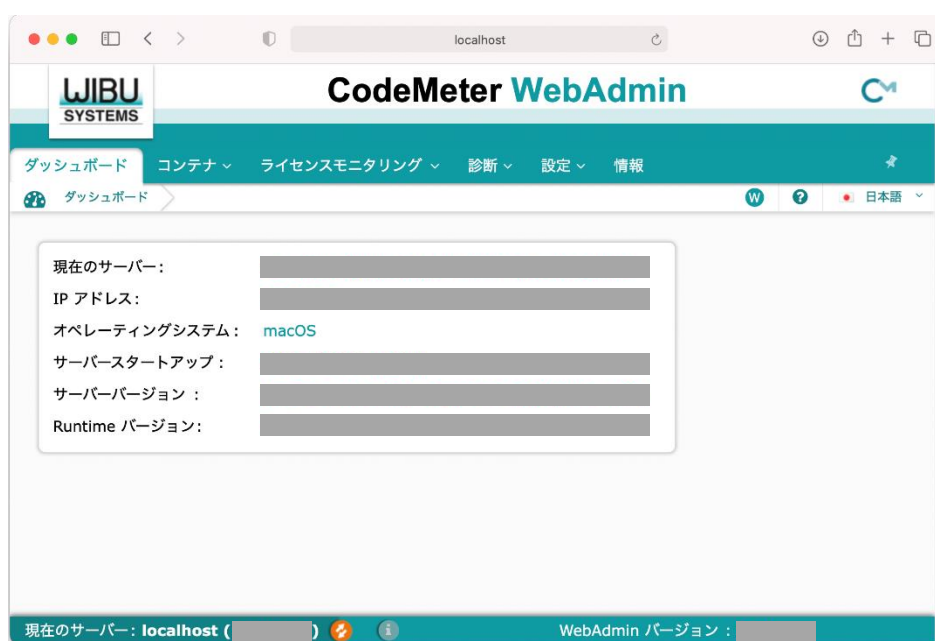 localhost
WIBU
SYSTEMS
CodeMeter WebAdmin
CM
ダッシュボード コンテナ ライセンスモニタリング 診断 設定 情報
ダッシュボード W ? 日本語
現在のサーバー:
IP アドレス:
オペレーティングシステム: macOS
サーバースタートアップ:
サーバーバージョン :
Runtime バージョン:
現在のサーバー: localhost ( ) i WebAdmin バージョン :